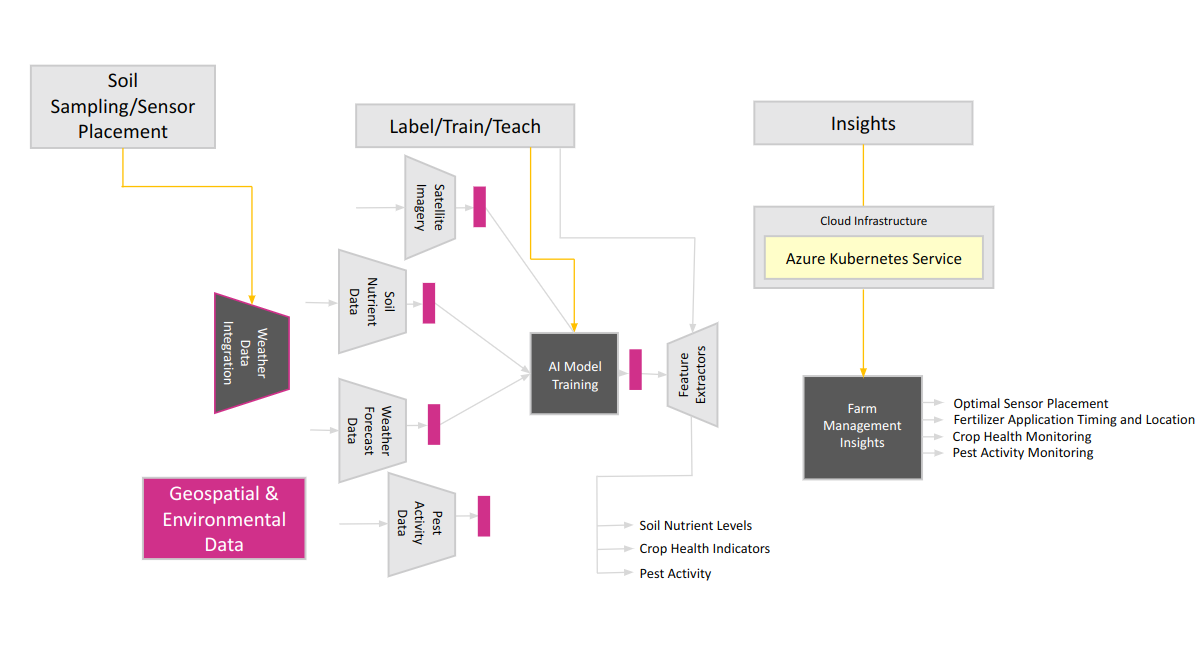 Soil
Sampling/Sensor
Placement
Label/Train/Teach
Insights
Satellite
Imagery
Cloud Infrastructure
Azure Kubernetes Service
Soil
Nutrient
Data
Weather
Data
Integration
AI Model
Training
Feature
Extractors
Weather
Forecast
Data
Farm
Management
Insights
Optimal Sensor Placement
Fertilizer Application Timing and Location
Crop Health Monitoring
Pest Activity Monitoring
Geospatial &
Environmental
Data
Pest
Activity
Data
Soil Nutrient Levels
Crop Health Indicators
Pest Activity